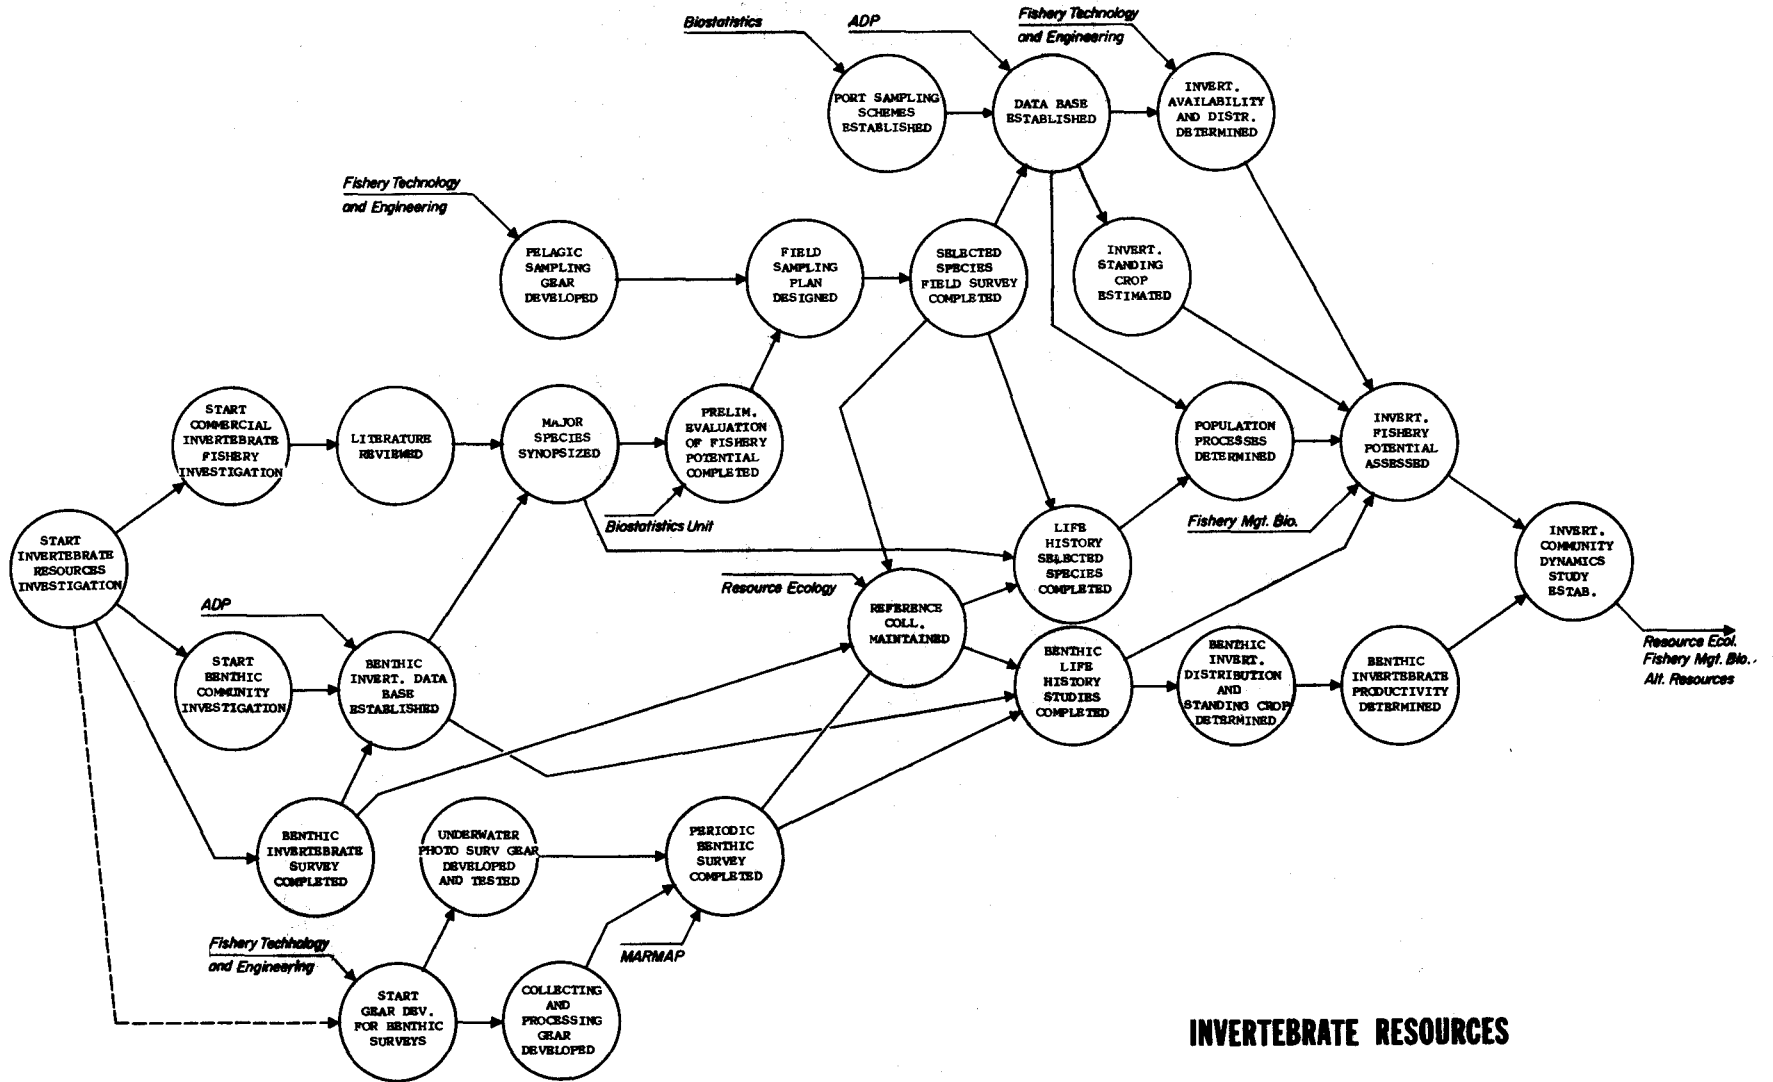 Biostatistics
ADP
Fishery Technology
and Engineering
PORT SAMPLING
SCHEMES
ESTABLISHED
DATA BASE
ESTABLISHED
INVERT.
AVAILABILITY
AND DISTR.
DETERMINED
Fishery Technology
and Engineering
PELAGIC
SAMPLING
GEAR
DEVELOPED
FIELD
SAMPLING
PLAN
DESIGNED
SELECTED
SPECIES
FIELD SURVEY
COMPLETED
INVERT.
STANDING
CROP
ESTIMATED
START
COMMERCIAL
INVERTEBRATE
FISHERY
INVESTIGATION
LITERATURE
REVIEWED
MAJOR
SPECIES
SYNOPSIZED
PRELIM.
EVALUATION
OF FISHERY
POTENTIAL
COMPLETED
Biostatistics Unit
POPULATION
PROCESSES
DETERMINED
INVERT.
FISHERY
POTENTIAL
ASSESSED
Fishery Mgt. Bio.
START
INVERTEBRATE
RESOURCES
INVESTIGATION
LIFE
HISTORY
SELECTED
SPECIES
COMPLETED
INVERT.
COMMUNITY
DYNAMICS
STUDY
ESTAB.
Resource Ecology
REFERENCE
COLL.
MAINTAINED
ADP
START
BENTHIC
COMMUNITY
INVESTIGATION
BENTHIC
INVERT. DATA
BASE
ESTABLISHED
BENTHIC
LIFE
HISTORY
STUDIES
COMPLETED
BENTHIC
INVERT.
DISTRIBUTION
AND
STANDING CROP
DETERMINED
BENTHIC
INVERTEBRATE
PRODUCTIVITY
DETERMINED
Resource Ecol.
Fishery Mgt. Bio.
Alt. Resources
BENTHIC
INVERTEBRATE
SURVEY
COMPLETED
UNDERWATER
PHOTO SURV GEAR
DEVELOPED
AND TESTED
PERIODIC
BENTHIC
SURVEY
COMPLETED
MARMAP
Fishery Technology
and Engineering
START
GEAR DEV.
FOR BENTHIC
SURVEYS
COLLECTING
AND
PROCESSING
GEAR
DEVELOPED
INVERTEBRATE RESOURCES